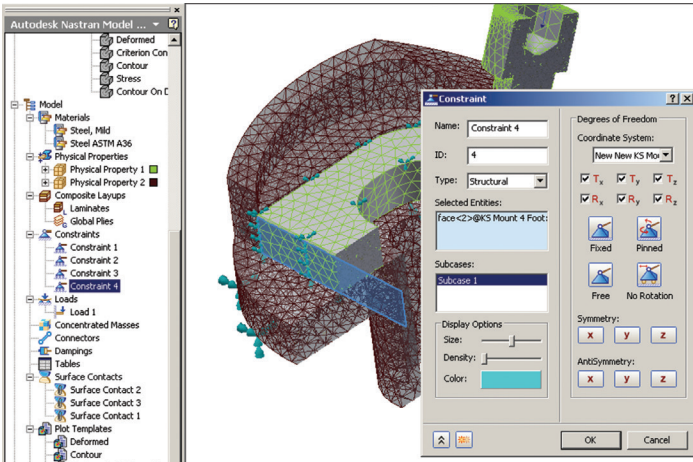 Autodesk Nastran Model ...
Deformed
Criterion Con
Contour
Stress
Contour On D
Model
Materials
Steel, Mild
Steel ASTM A36
Physical Properties
Physical Property 1
Physical Property 2
Composite Layups
Laminates
Global Plies
Constraints
Constraint 1
Constraint 2
Constraint 3
Constraint 4
Loads
Load 1
Concentrated Masses
Connectors
Dampings
Tables
Surface Contacts
Surface Contact 2
Surface Contact 3
Surface Contact 1
Plot Templates
Deformed
Contour
Constraint
Name: Constraint 4
ID: 4
Type: Structural
Selected Entities:
face<2>@KS Mount 4 Foot:
Subcases:
Subcase 1
Display Options
Size:
Density:
Color:
Degrees of Freedom
Coordinate System:
New New KS Mou
Tx Ty Tz
Rx Ry Rz
Fixed Pinned
Free No Rotation
Symmetry:
x y z
AntiSymmetry:
x y z
OK Cancel